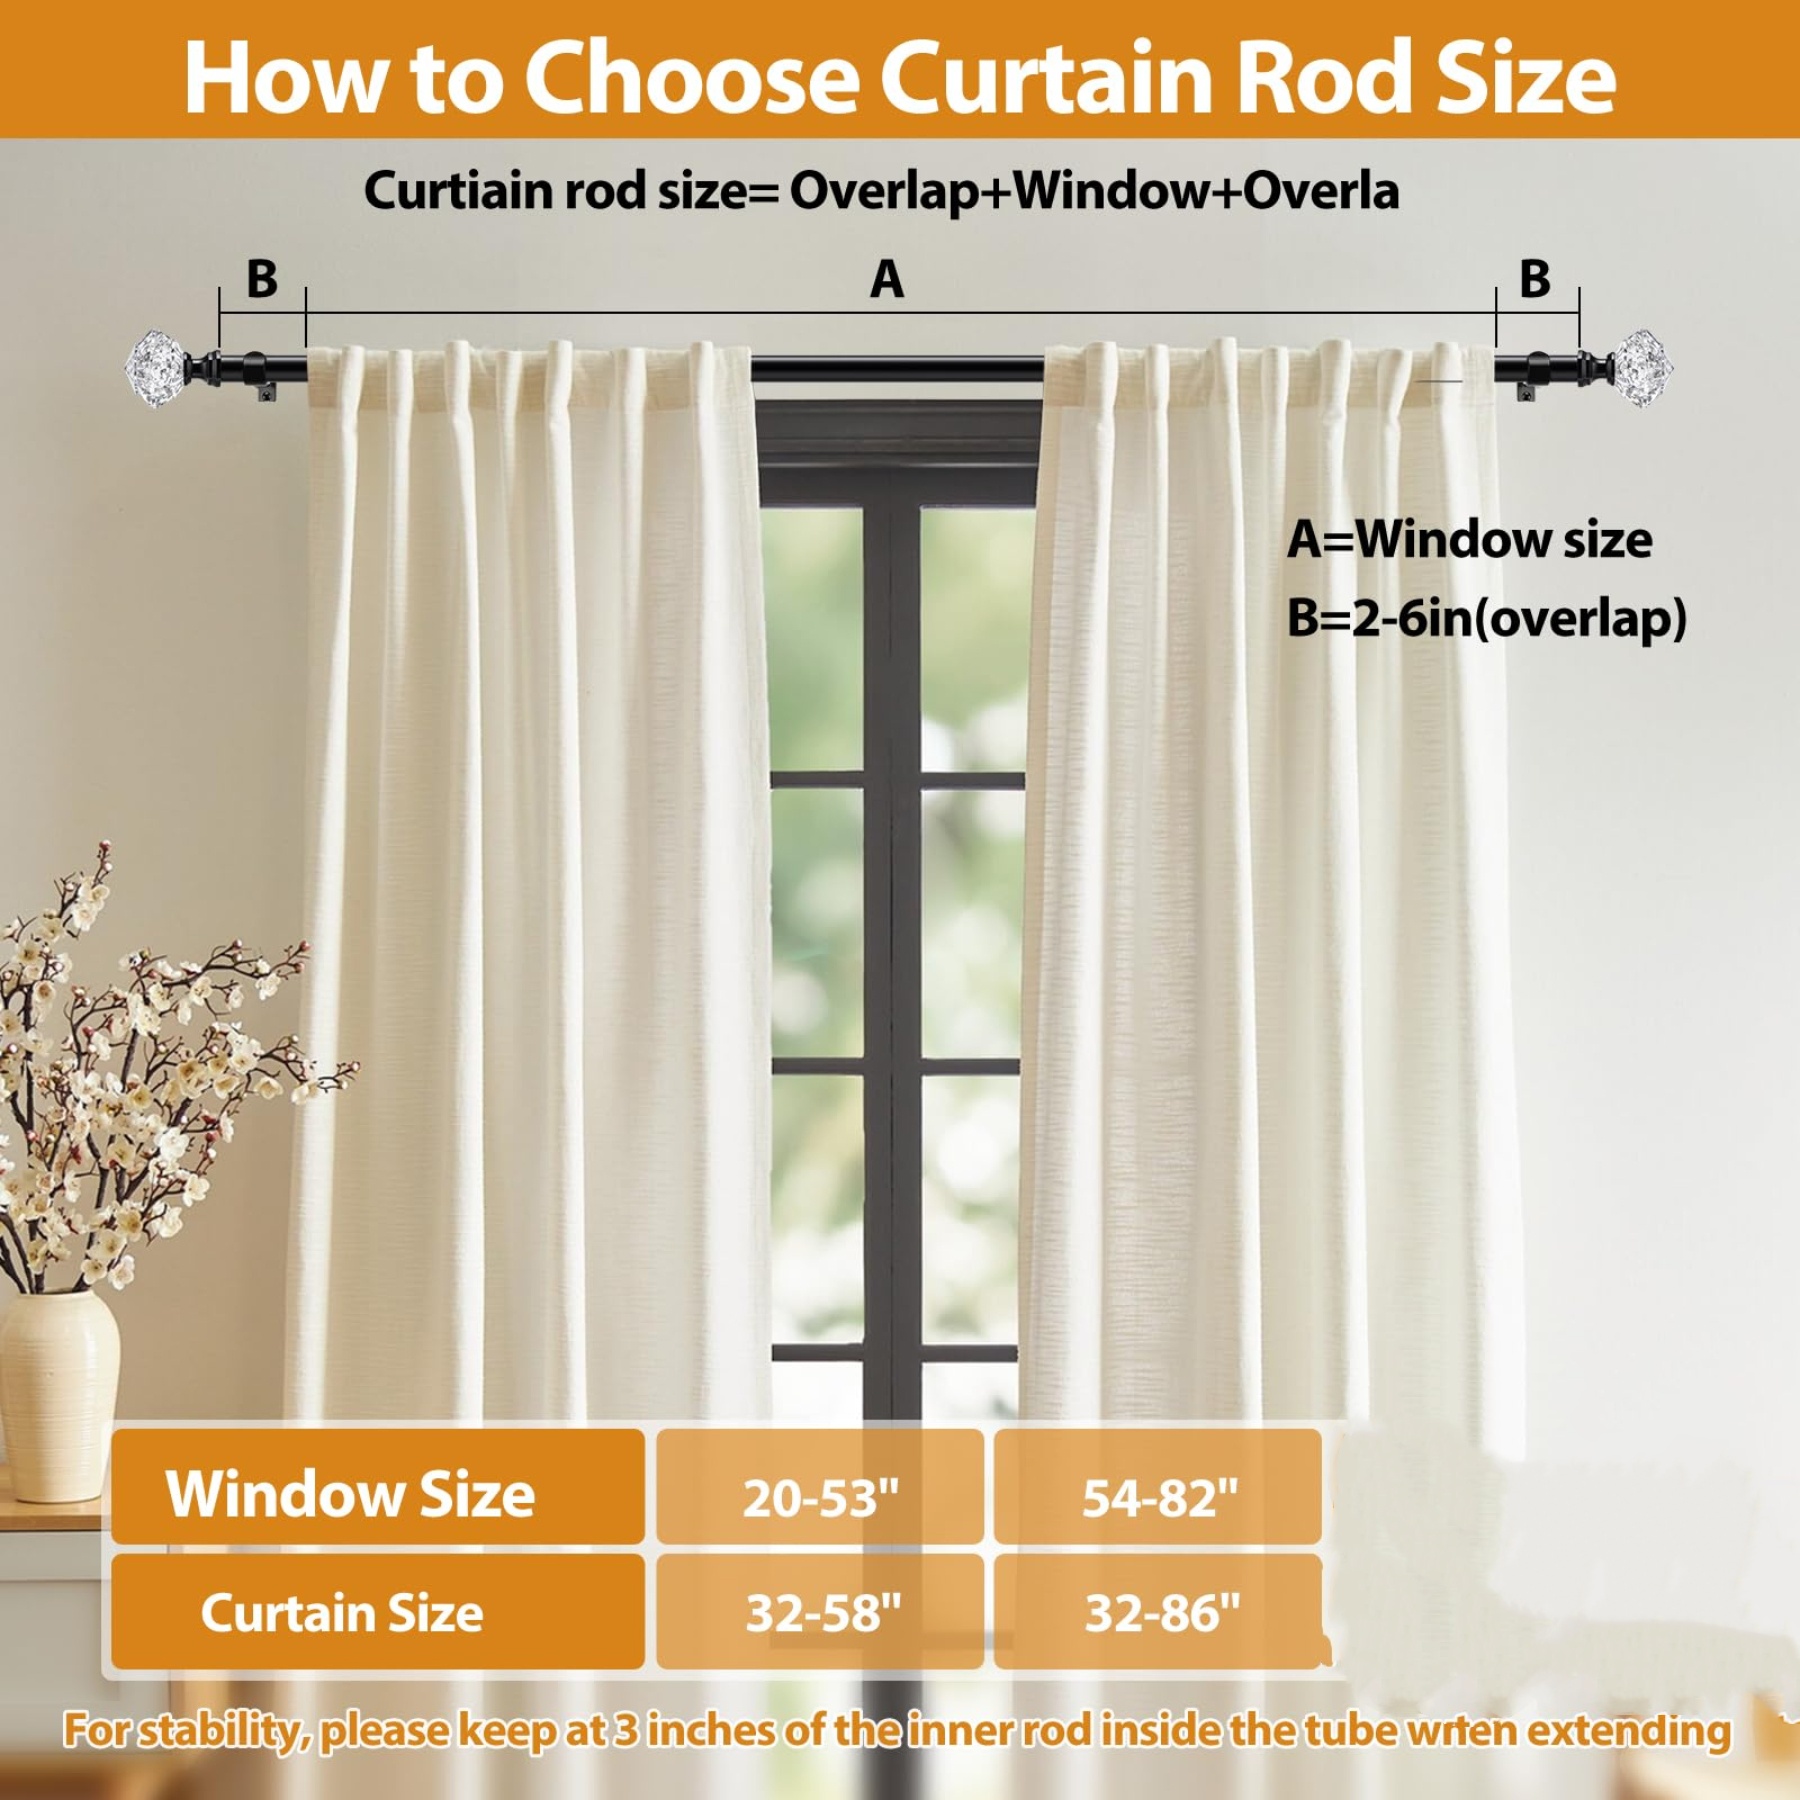 How to Choose Curtain Rod Size
Curtiain rod size= Overlap+Window+Overla
B A B
A=Window size
B=2-6in(overlap)
Window Size 20-53" 54-82"
Curtain Size 32-58" 32-86"
For stability, please keep at 3 inches of the inner rod inside the tube wrten extending